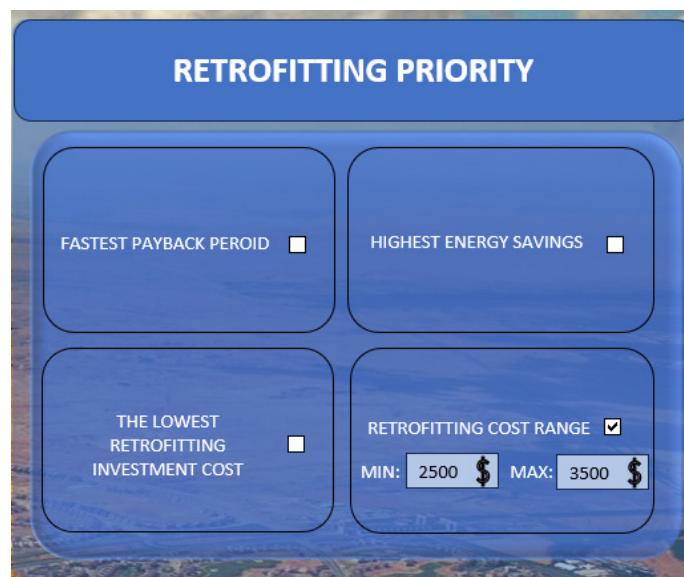 RETROFITTING PRIORITY
FASTEST PAYBACK PEROID
HIGHEST ENERGY SAVINGS
THE LOWEST
RETROFITTING
INVESTMENT COST
RETROFITTING COST RANGE
MIN: 2500 $ MAX: 3500 $